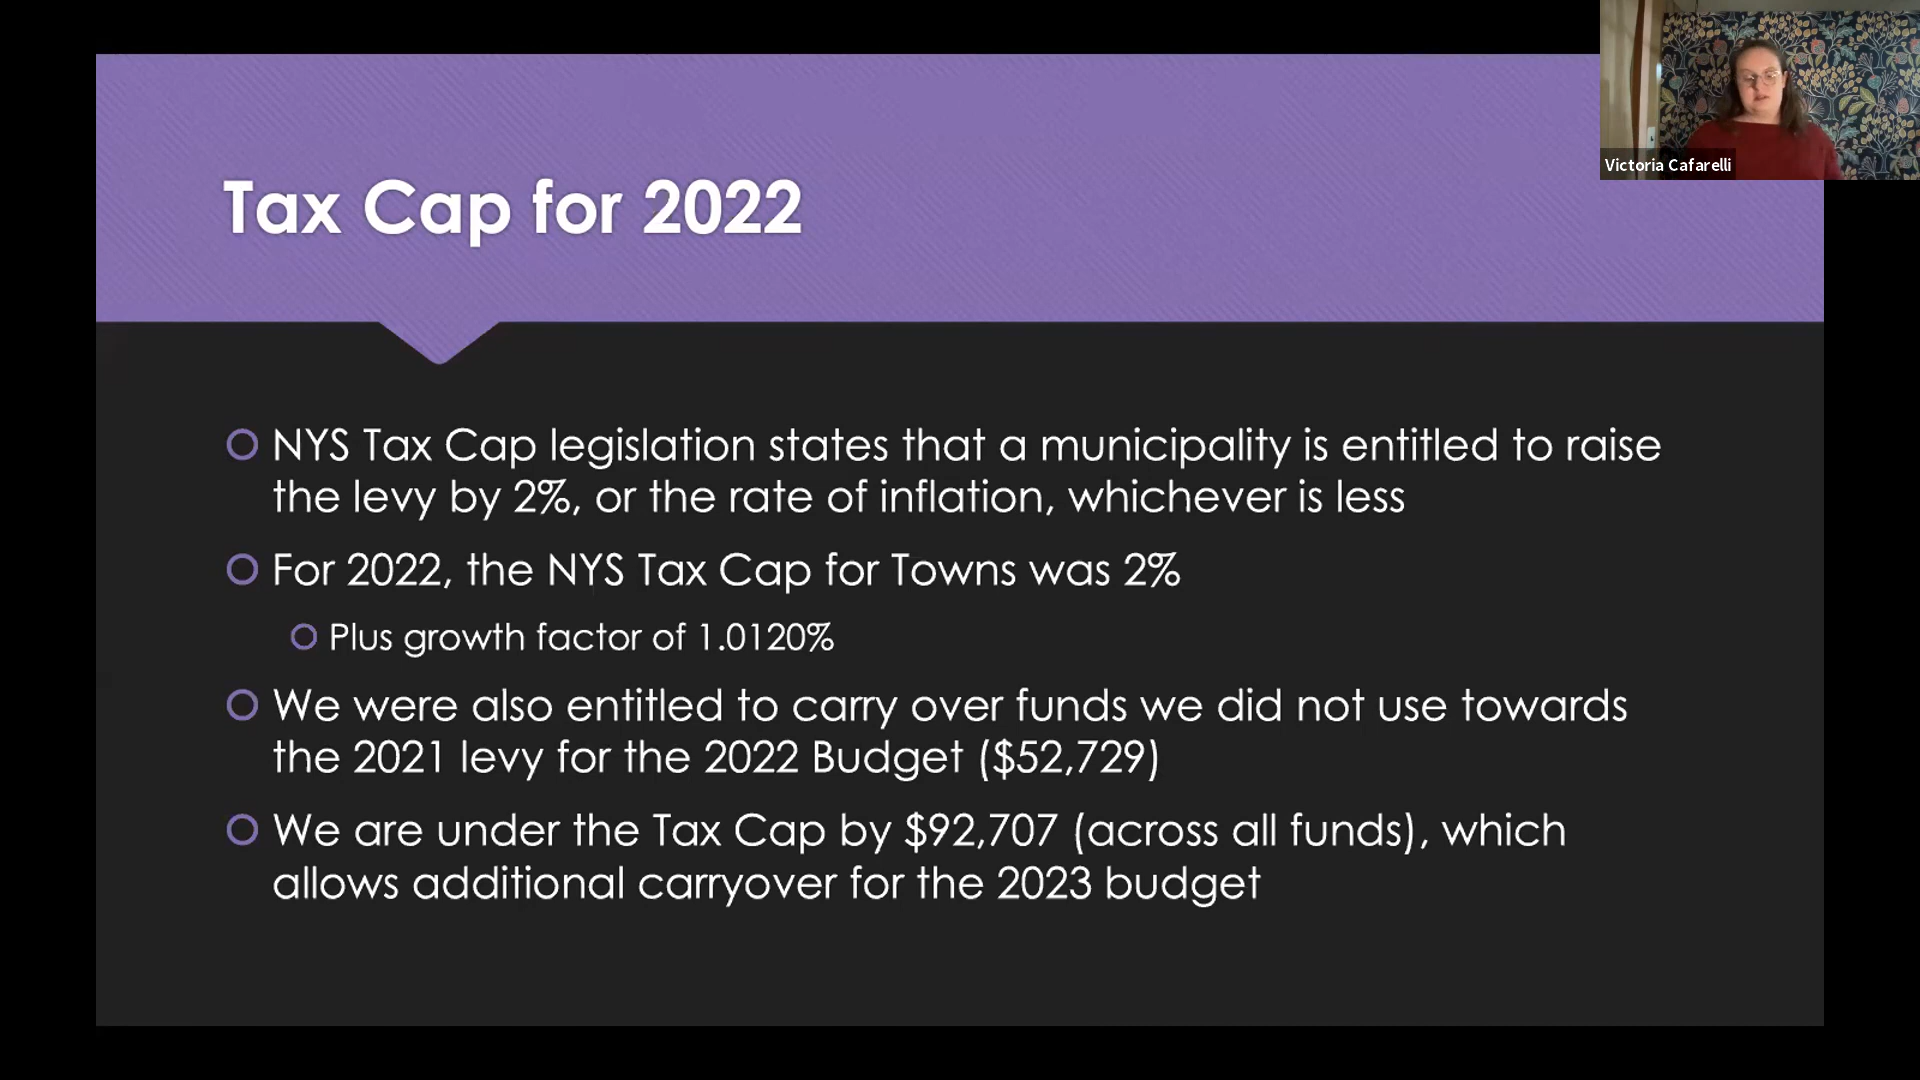 Victoria Cafarelli
Tax Cap for 2022
NYS Tax Cap legislation states that a municipality is entitled to raise
the levy by 2%, or the rate of inflation, whichever is less
For 2022, the NYS Tax Cap for Towns was 2%
Plus growth factor of 1.0120%
We were also entitled to carry over funds we did not use towards
the 2021 levy for the 2022 Budget ($52,729)
We are under the Tax Cap by $92,707 (across all funds), which
allows additional carryover for the 2023 budget